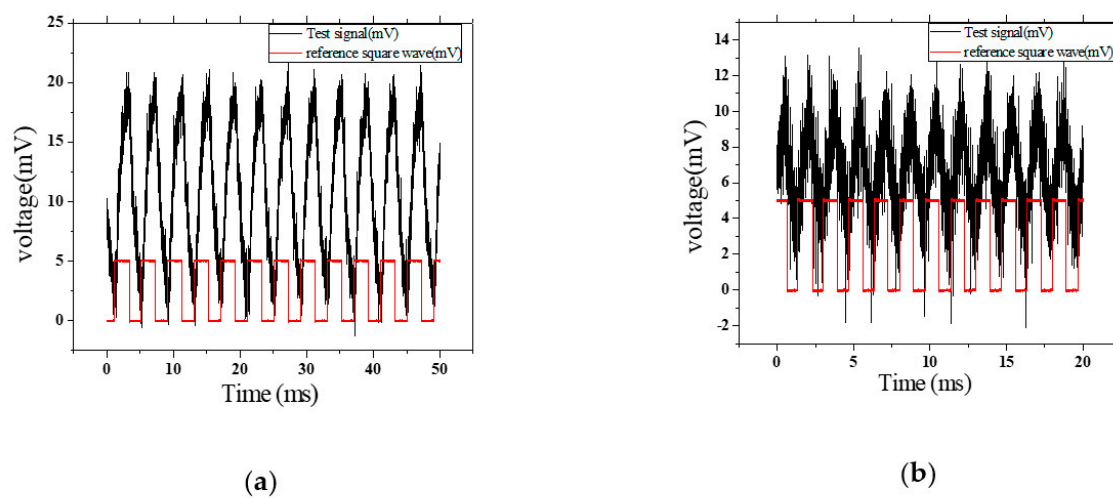 25
20
15
10
5
0
voltage(mV)
Test signal(mV)
reference square wave(mV)
0 10 20 30 40 50
Time (ms)
(a)
14
12
10
8
6
4
2
0
-2
voltage(mV)
Test signal(mV)
reference square wave(mV)
0 5 10 15 20
Time (ms)
(b)